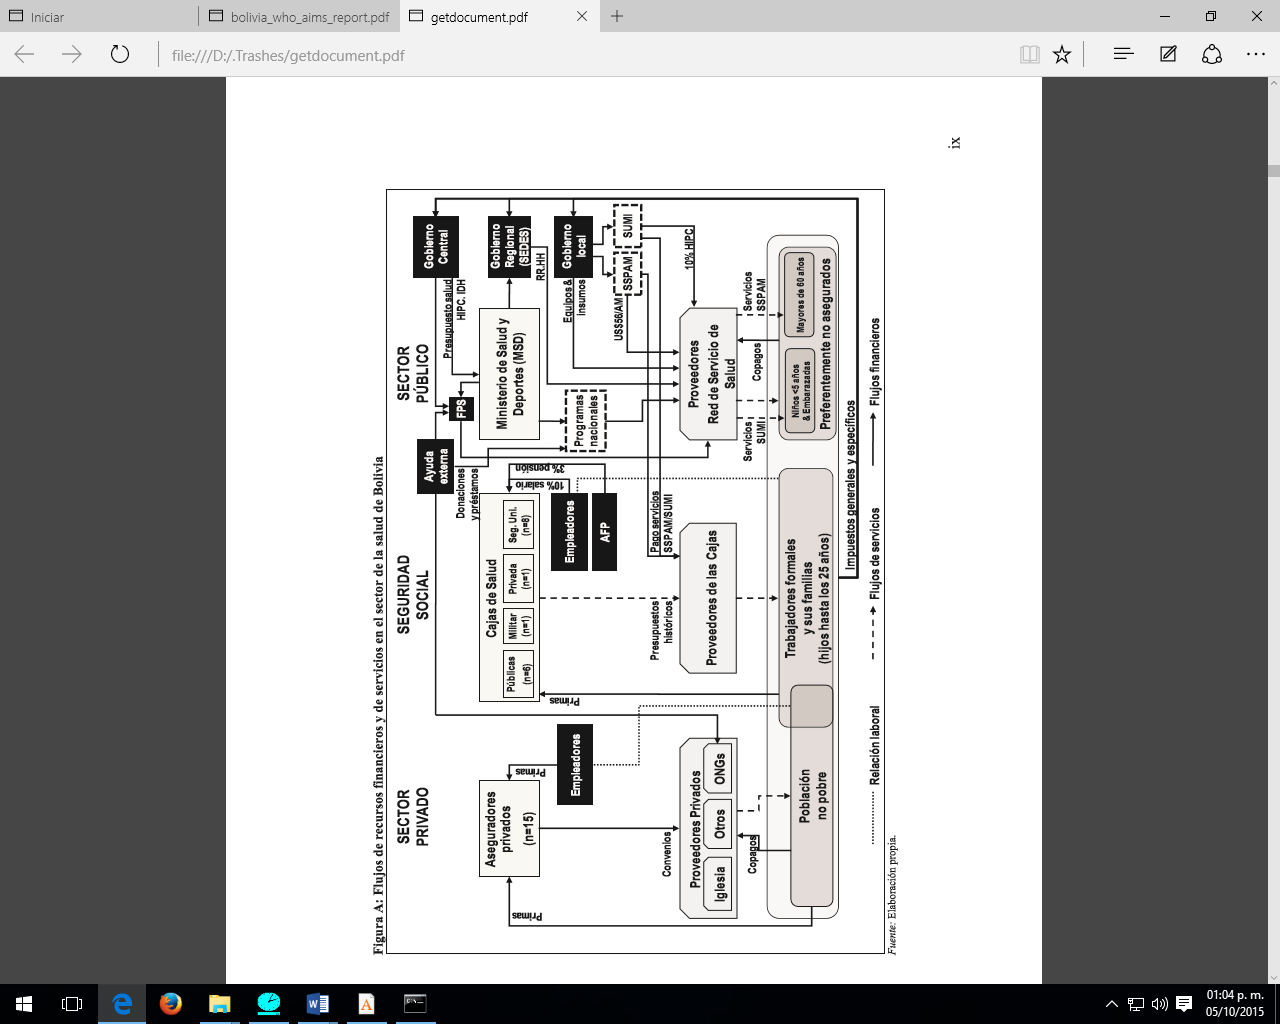 Iniciar
bolivia_who_aims_report.pdf
getdocument.pdf
file:///D:/.Trashes/getdocument.pdf
ix
Figura A: Flujos de recursos financieros y de servicios en el sector de la salud de Bolivia
SECTOR
PRIVADO
SEGURIDAD
SOCIAL
SECTOR
PÚBLICO
Ayuda
externa
Donaciones
y préstamos
FPS
Gobierno
Central
Presupuesto salud
HIPC. IDH
Ministerio de Salud y
Deportes (MSD)
Gobierno
Regional
(SEDES)
RR.HH
Gobierno
local
Equipos &
insumos
Programas
nacionales
SSPAM
SUMI
US$56/AM
10% HIPC
Aseguradores
privados
(n=15)
Primas
Primas
Empleadores
Cajas de Salud
Públicas
(n=6)
Militar
(n=1)
Privada
(n=1)
Seg. Uni.
(n=8)
Primas
10% salario
3% pensión
Empleadores
AFP
Convenios
Proveedores Privados
Iglesia
Otros
ONGs
Copagos
Presupuestos
históricos
Pago servicios
SSPAM/SUMI
Proveedores de las Cajas
Proveedores
Red de Servicio de
Salud
Servicios
SUMI
Copagos
Servicios
SSPAM
Población
no pobre
Trabajadores formales
y sus familias
(hijos hasta los 25 años)
Niños <5 años
& Embarazadas
Mayores de 60 años
Preferentemente no asegurados
Impuestos generales y específicos
Relación laboral
Flujos de servicios
Flujos financieros
Fuente: Elaboración propia.
01:04 p. m.
05/10/2015